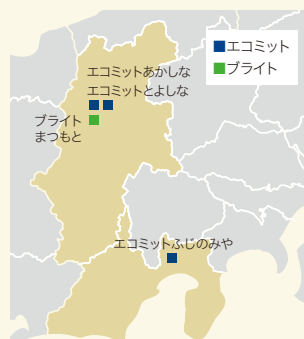 エコミット
ブライト
エコミットあかしな
エコミットとよしな
ブライト
まつもと
エコミットふじのみや